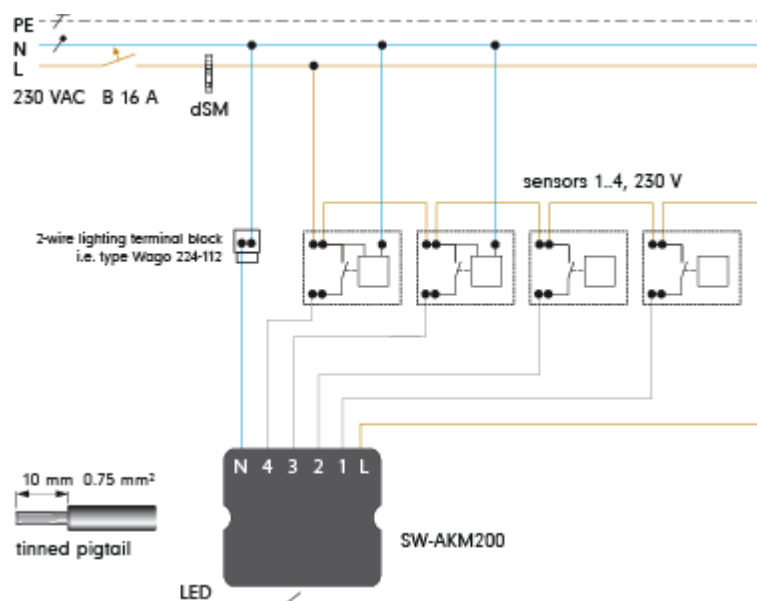 PE
N
L
230 VAC B 16 A
dSM
sensors 1..4, 230 V
2-wire lighting terminal block
i.e. type Wago 224-112
N 4 3 2 1 L
10 mm 0.75 mm²
tinned pigtail
SW-AKM200
LED